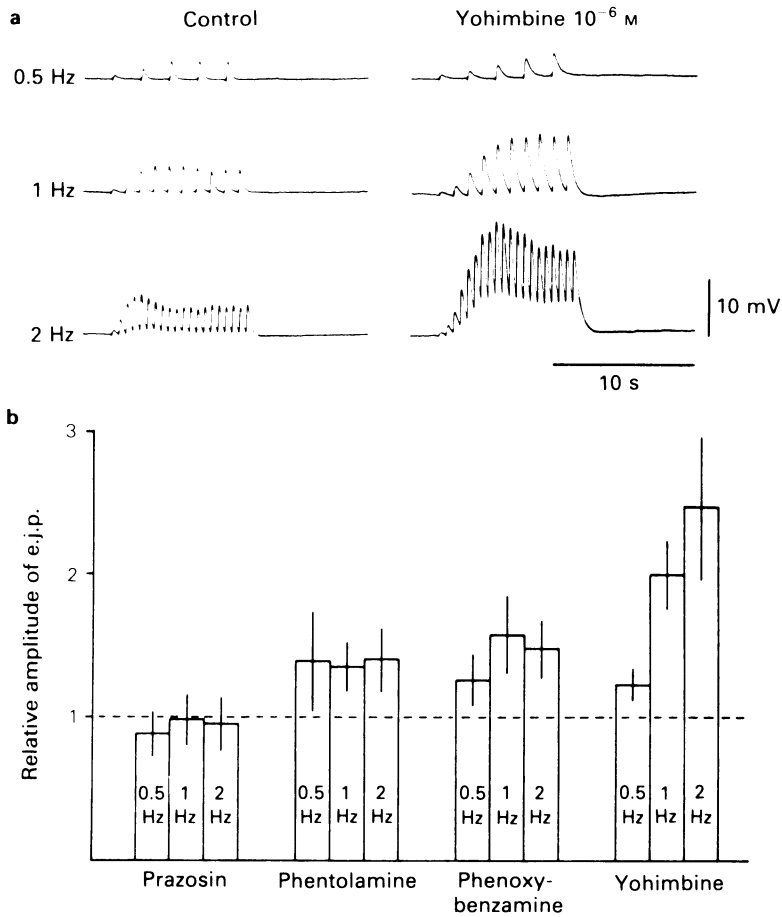 a
Control
Yohimbine 10⁻⁶ M
0.5 Hz
1 Hz
2 Hz
10 mV
10 s
b
Relative amplitude of e.j.p.
3
2
1
0.5 Hz
1 Hz
2 Hz
0.5 Hz
1 Hz
2 Hz
0.5 Hz
1 Hz
2 Hz
0.5 Hz
1 Hz
2 Hz
Prazosin
Phentolamine
Phenoxy-
benzamine
Yohimbine